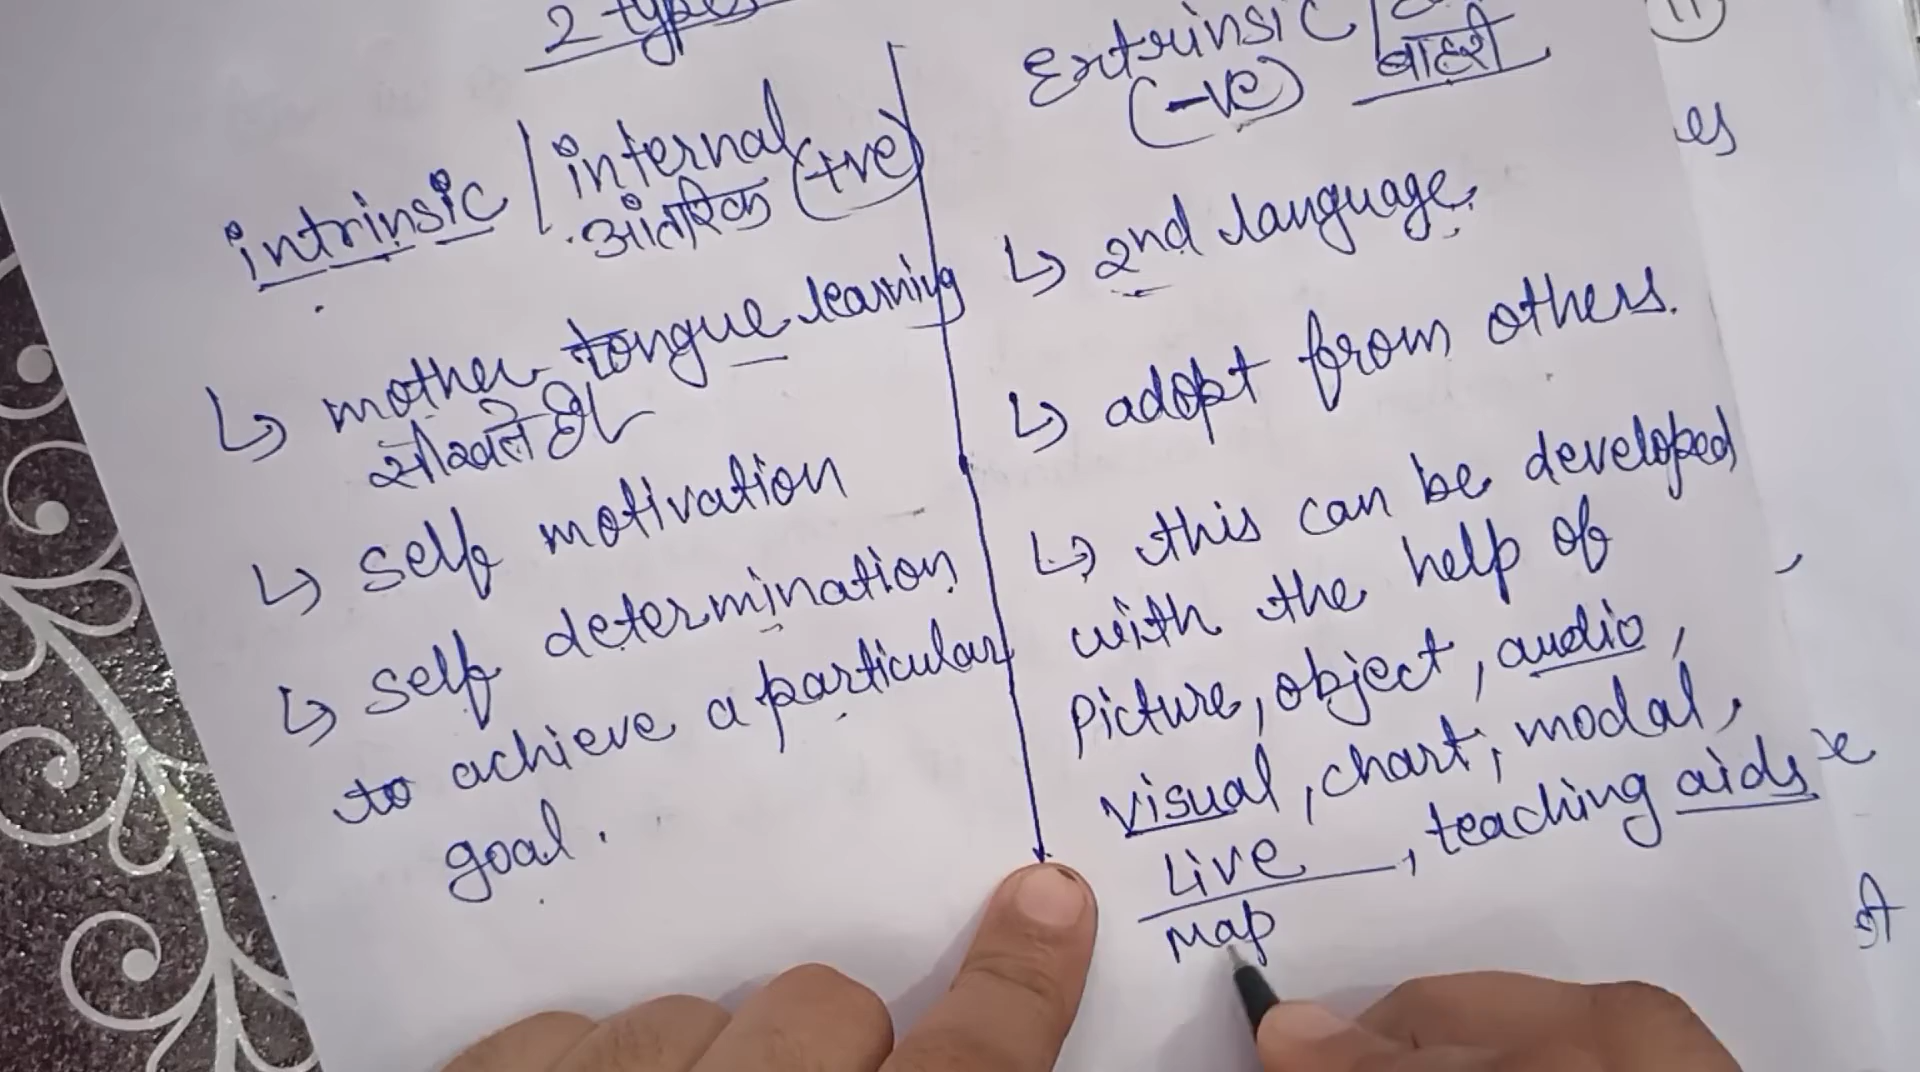 2 types
intrinsic | internal (+ve)
आंतरिक
↳ mother tongue learning
सीखते हैं
↳ self motivation
↳ self determination
to achieve a particular
goal.
Extrinsic |
(-ve) बाहरी
↳ 2nd language.
↳ adopt from others.
↳ this can be developed
with the help of
Picture, object, audio,
visual, chart, modal,
Live , teaching aids
Map
11
es